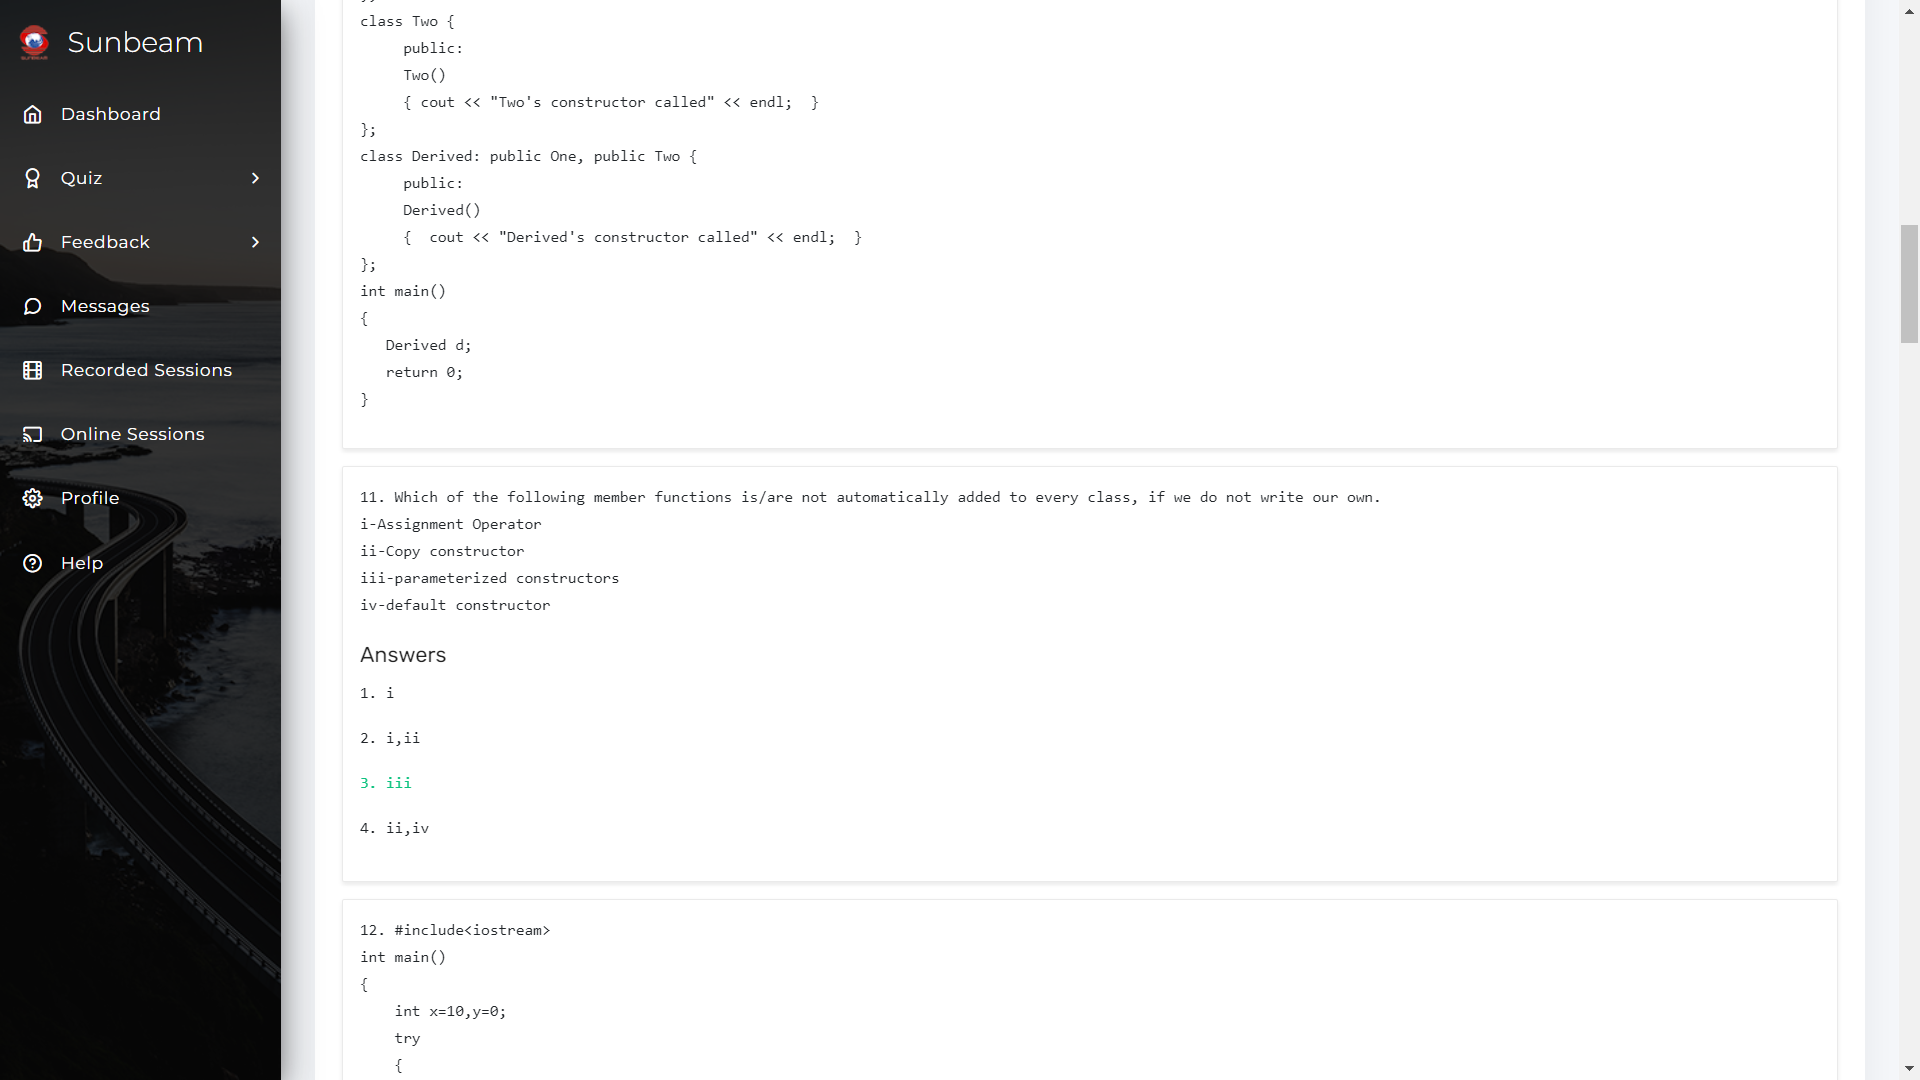 Sunbeam
Dashboard
Quiz
Feedback
Messages
Recorded Sessions
Online Sessions
Profile
Help
class Two {
     public:
     Two()
     { cout << "Two's constructor called" << endl;  }
};
class Derived: public One, public Two {
     public:
     Derived()
     {  cout << "Derived's constructor called" << endl;  }
};
int main()
{
   Derived d;
   return 0;
}
11. Which of the following member functions is/are not automatically added to every class, if we do not write our own.
i-Assignment Operator
ii-Copy constructor
iii-parameterized constructors
iv-default constructor
Answers
1. i
2. i,ii
3. iii
4. ii,iv
12. #include<iostream>
int main()
{
    int x=10,y=0;
    try
    {